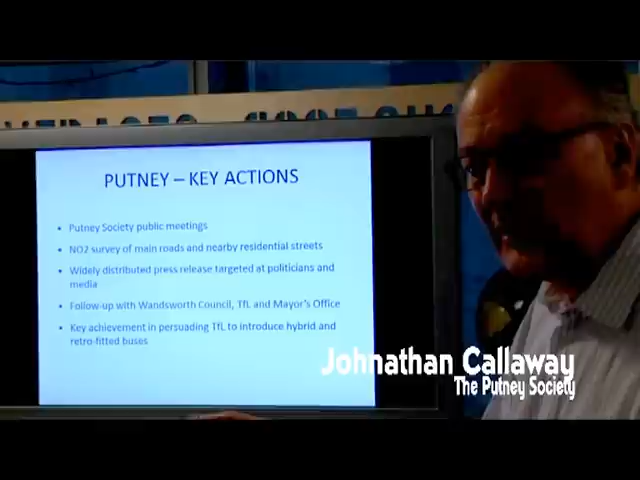 PUTNEY – KEY ACTIONS
• Putney Society public meetings
• NO2 survey of main roads and nearby residential streets
• Widely distributed press release targeted at politicians and
media
• Follow-up with Wandsworth Council, TfL and Mayor's Office
• Key achievement in persuading TfL to introduce hybrid and
retro-fitted buses
Johnathan Callaway
The Putney Society